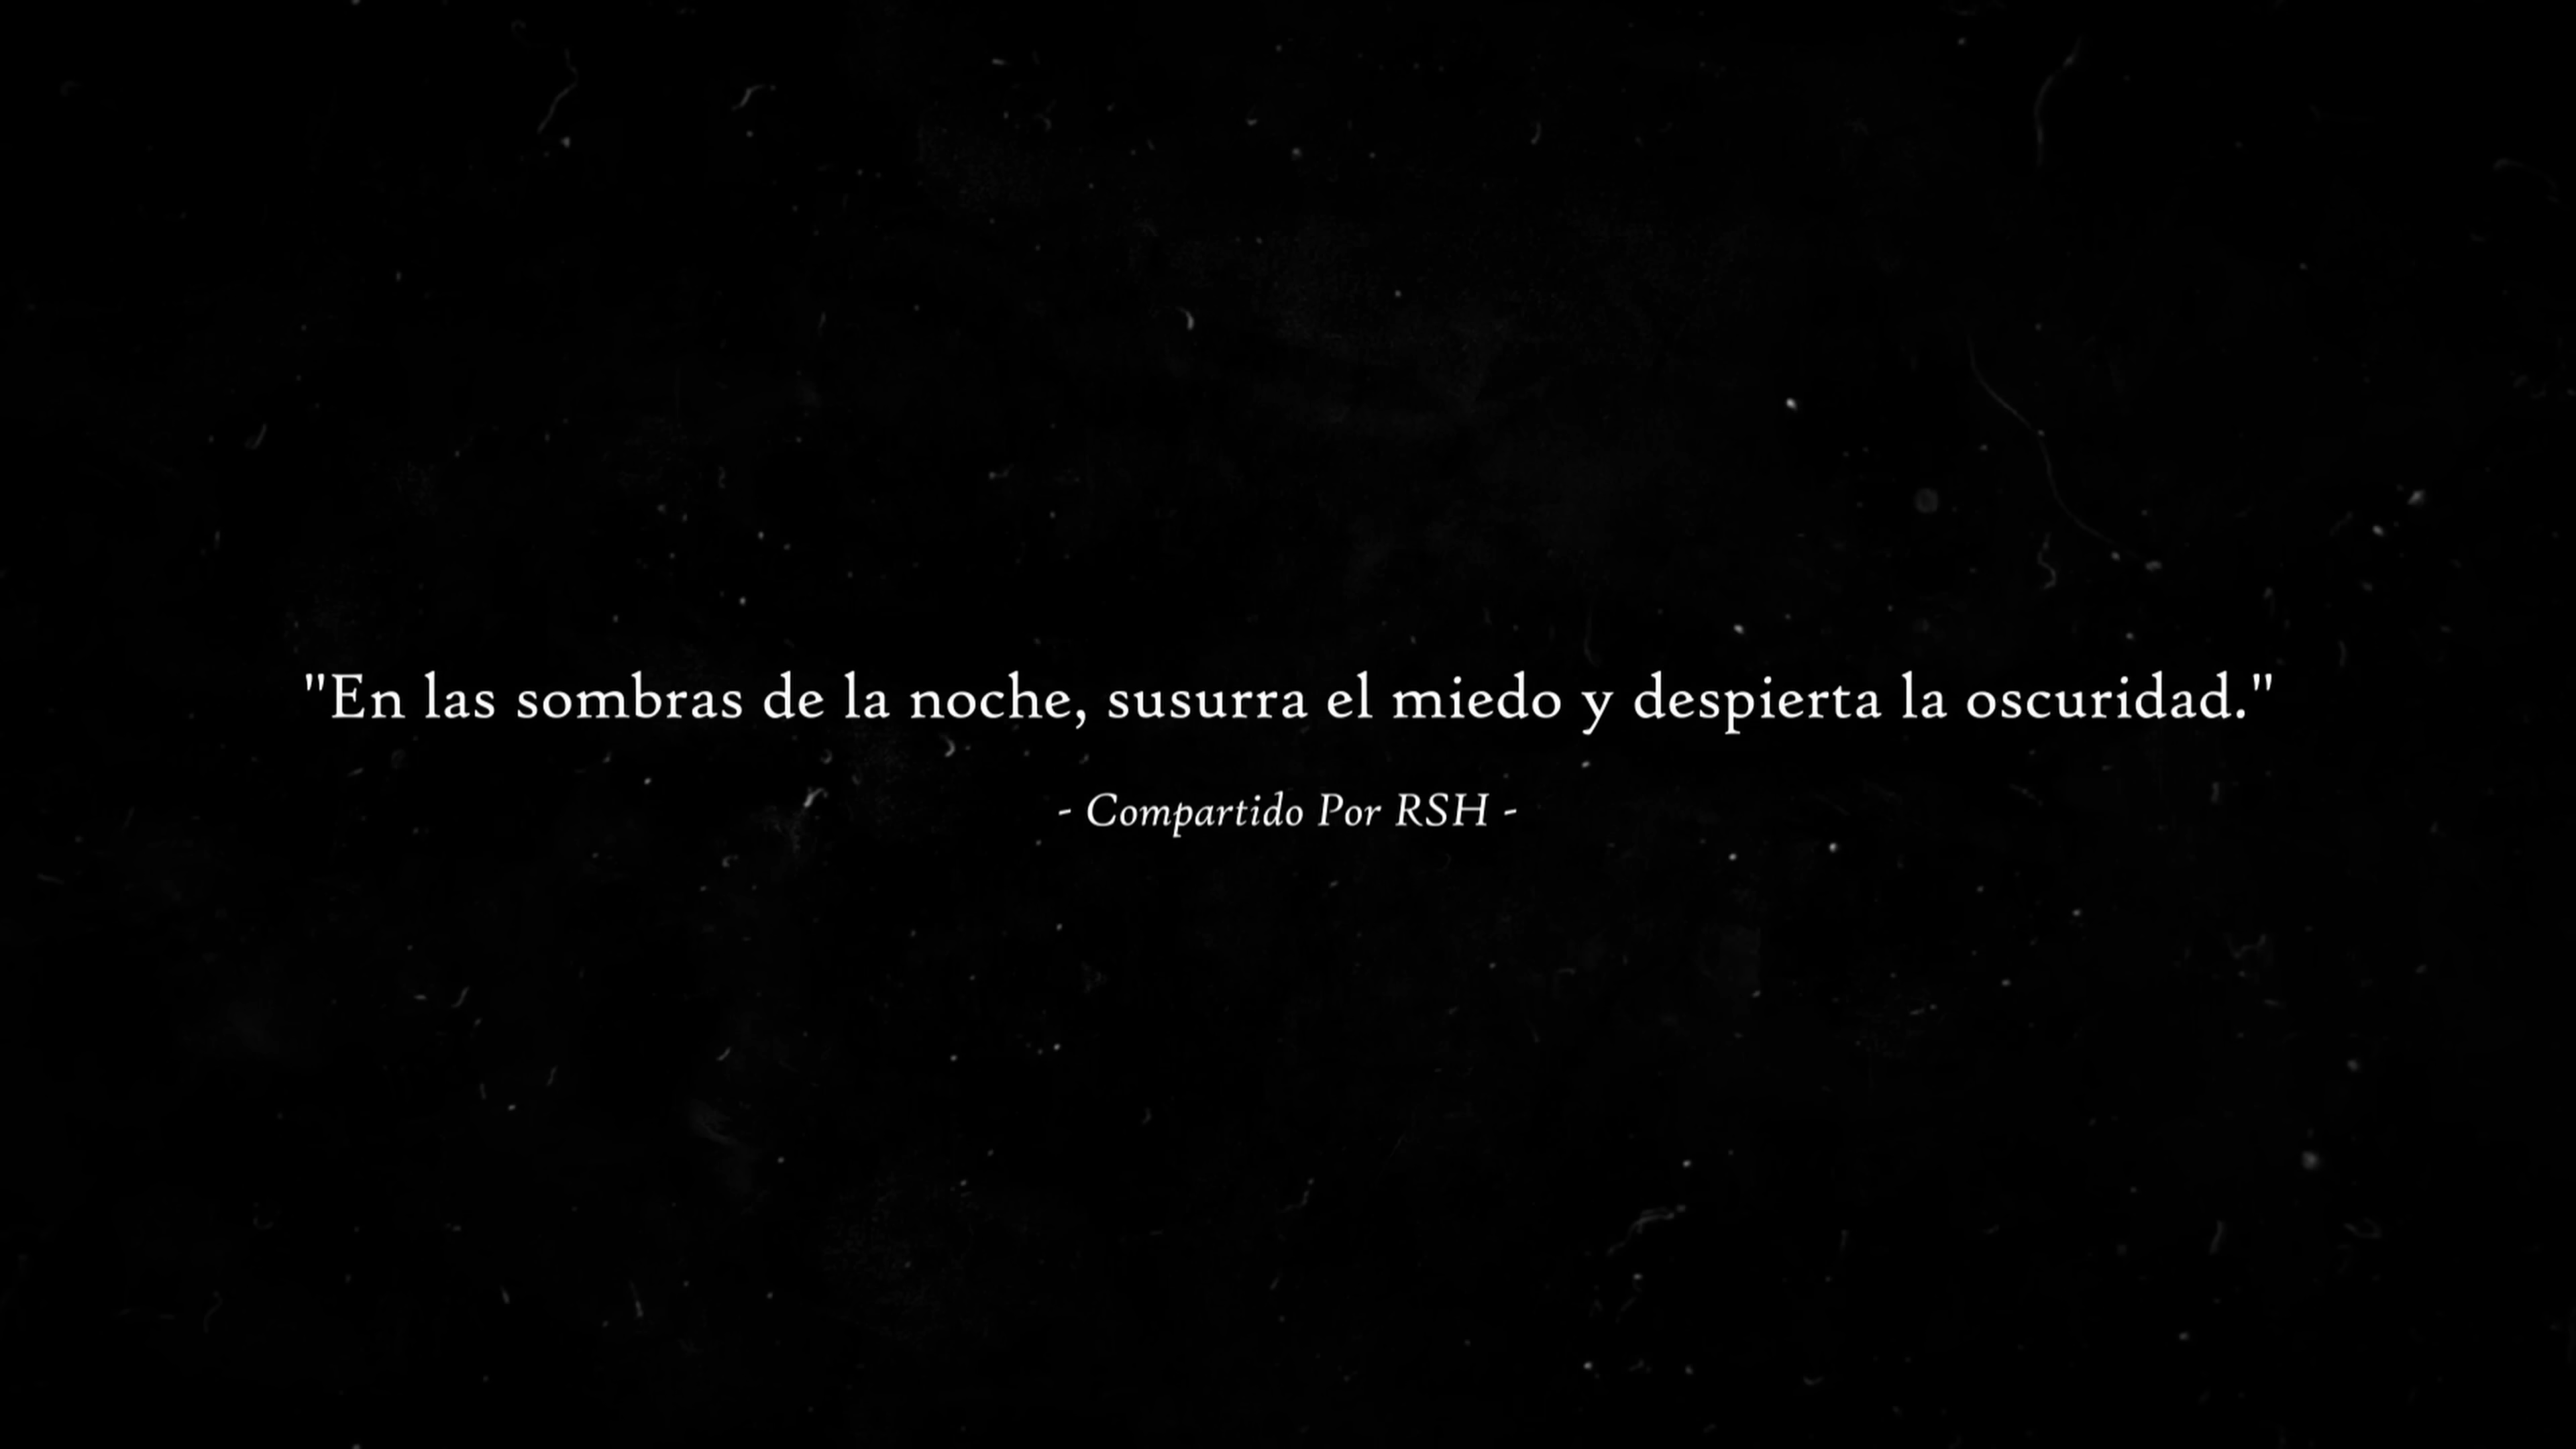 "En las sombras de la noche, susurra el miedo y despierta la oscuridad."
- Compartido Por RSH -